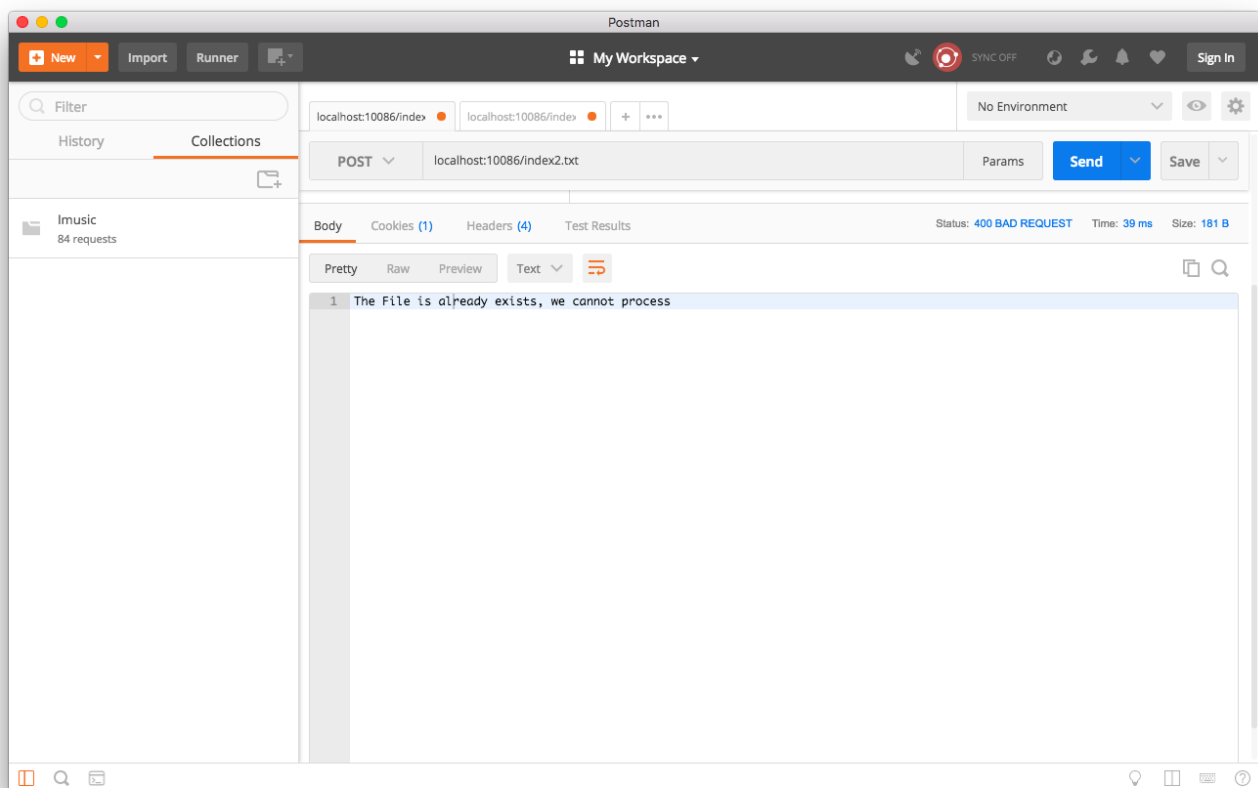 Postman
New
Import
Runner
My Workspace
SYNC OFF
Sign In
Filter
History
Collections
Imusic
84 requests
localhost:10086/index
localhost:10086/index
+
No Environment
POST
localhost:10086/index2.txt
Params
Send
Save
Body
Cookies (1)
Headers (4)
Test Results
Status: 400 BAD REQUEST
Time: 39 ms
Size: 181 B
Pretty
Raw
Preview
Text
1
The File is already exists, we cannot process